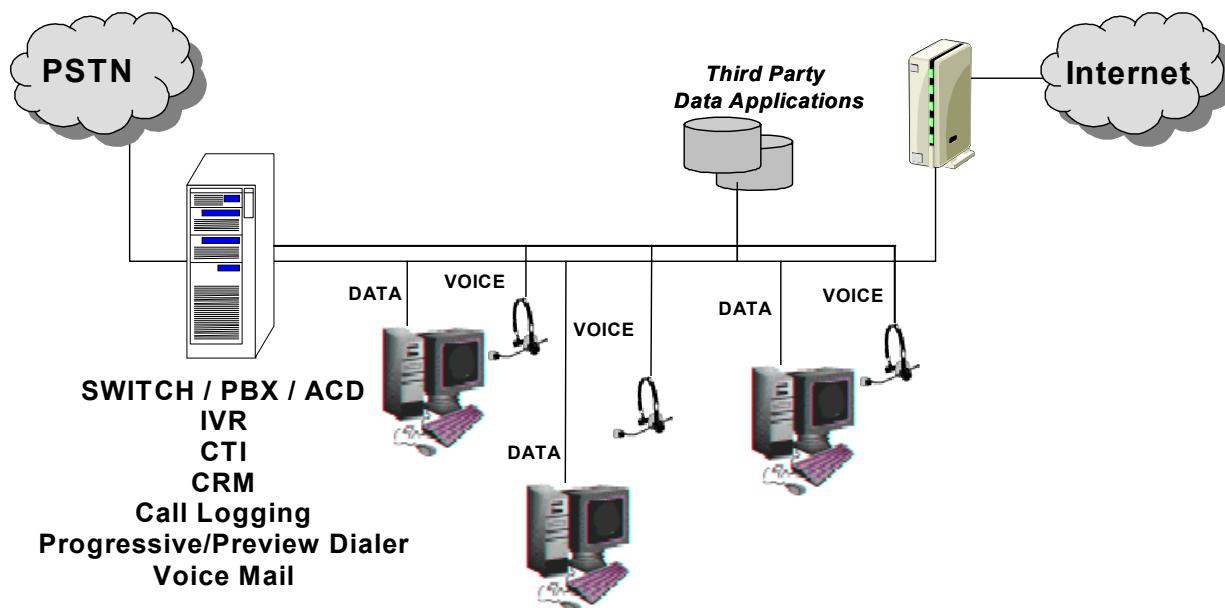 PSTN
Third Party
Data Applications
Internet
DATA
VOICE
VOICE
DATA
VOICE
DATA
SWITCH / PBX / ACD
IVR
CTI
CRM
Call Logging
Progressive/Preview Dialer
Voice Mail